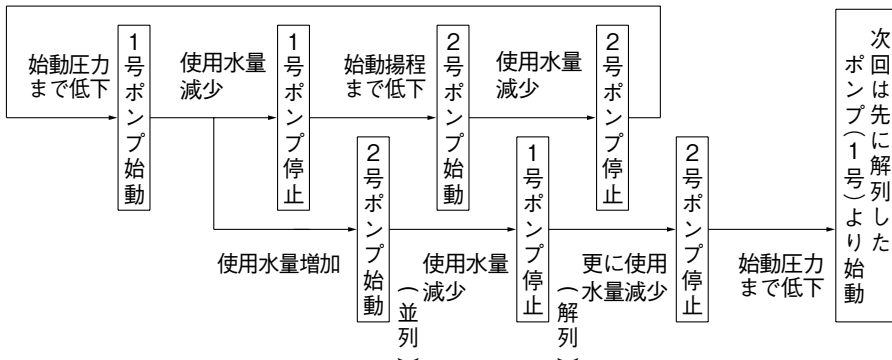 始動圧力
まで低下
1号ポンプ始動
使用水量
減少
1号ポンプ停止
始動揚程
まで低下
2号ポンプ始動
使用水量
減少
2号ポンプ停止
使用水量増加
2号ポンプ始動
(並列)
使用水量
減少
1号ポンプ停止
(解列)
更に使用
水量減少
2号ポンプ停止
始動圧力
まで低下
次回は先に解列した
ポンプ(1号)より始動